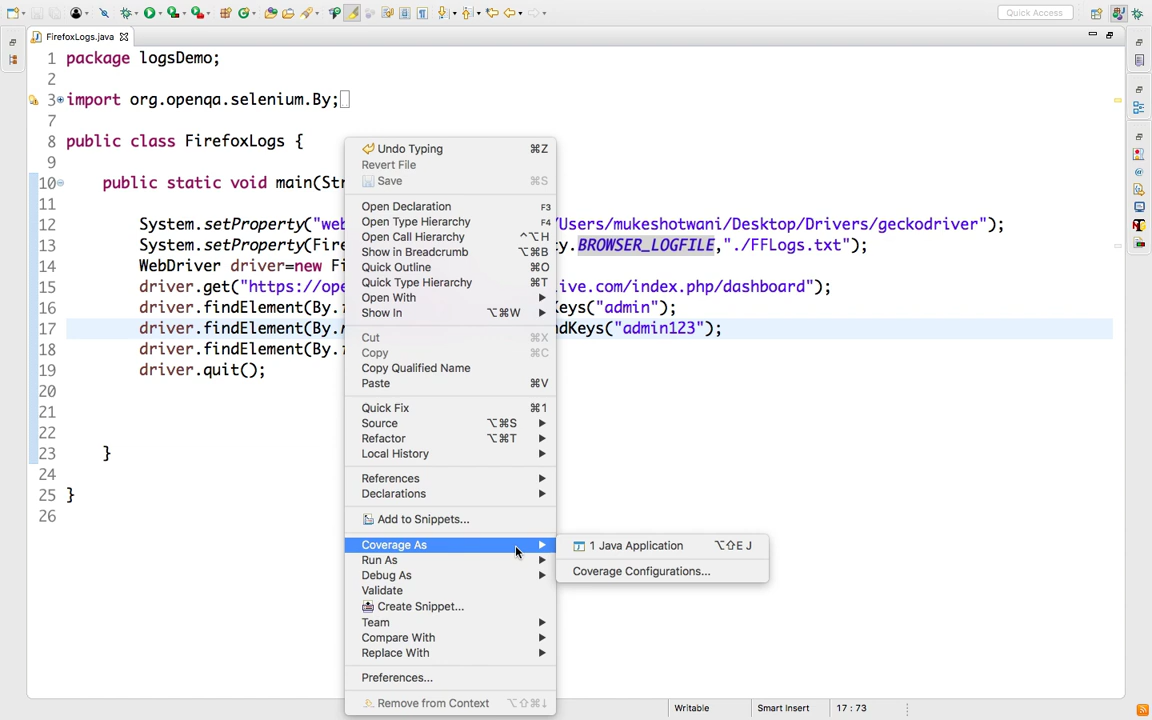 Quick Access
FirefoxLogs.java
1 package logsDemo;
2
3 import org.openqa.selenium.By;
7
8 public class FirefoxLogs {
9
10 public static void main(Str
11
12 System.setProperty("web /Users/mukeshotwani/Desktop/Drivers/geckodriver");
13 System.setProperty(Fire y.BROWSER_LOGFILE,"./FFLogs.txt");
14 WebDriver driver=new Fi
15 driver.get("https://ope live.com/index.php/dashboard");
16 driver.findElement(By. Keys("admin");
17 driver.findElement(By. ndKeys("admin123");
18 driver.findElement(By.
19 driver.quit();
20
21
22
23 }
24
25 }
26
Undo Typing ⌘Z
Revert File
Save ⌘S
Open Declaration F3
Open Type Hierarchy F4
Open Call Hierarchy ^⌥H
Show in Breadcrumb ⌥⌘B
Quick Outline ⌘O
Quick Type Hierarchy ⌘T
Open With
Show In ⌥⌘W
Cut ⌘X
Copy ⌘C
Copy Qualified Name
Paste ⌘V
Quick Fix ⌘1
Source ⌥⌘S
Refactor ⌥⌘T
Local History
References
Declarations
Add to Snippets...
Coverage As
Run As
Debug As
Validate
Create Snippet...
Team
Compare With
Replace With
Preferences...
Remove from Context ⌥⇧⌘↓
1 Java Application ⌥⇧E J
Coverage Configurations...
Writable
Smart Insert
17 : 73